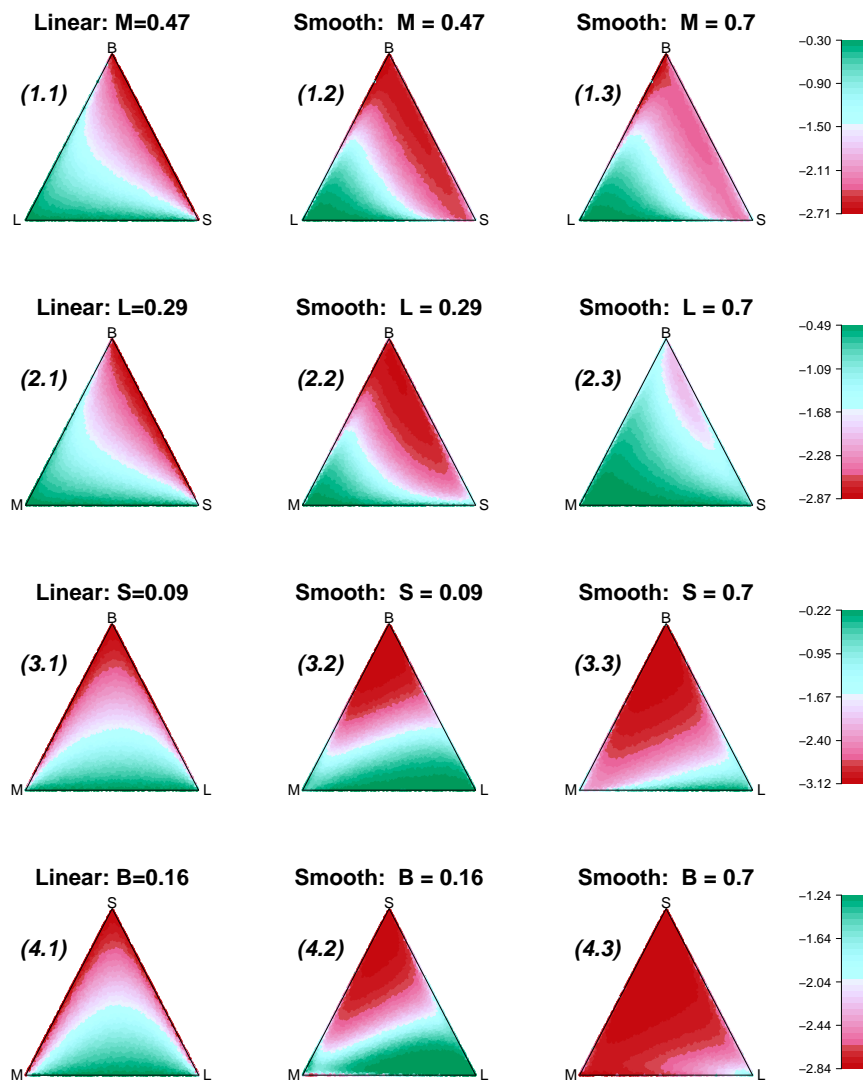 Linear: M=0.47 Smooth: M = 0.47 Smooth: M = 0.7
B B B −0.30
(1.1) (1.2) (1.3) −0.90
−1.50
−2.11
L S L S L S −2.71
Linear: L=0.29 Smooth: L = 0.29 Smooth: L = 0.7
B B B −0.49
(2.1) (2.2) (2.3) −1.09
−1.68
−2.28
M S M S M S −2.87
Linear: S=0.09 Smooth: S = 0.09 Smooth: S = 0.7
B B B −0.22
(3.1) (3.2) (3.3) −0.95
−1.67
−2.40
M L M L M L −3.12
Linear: B=0.16 Smooth: B = 0.16 Smooth: B = 0.7
S S S −1.24
(4.1) (4.2) (4.3) −1.64
−2.04
−2.44
M L M L M L −2.84